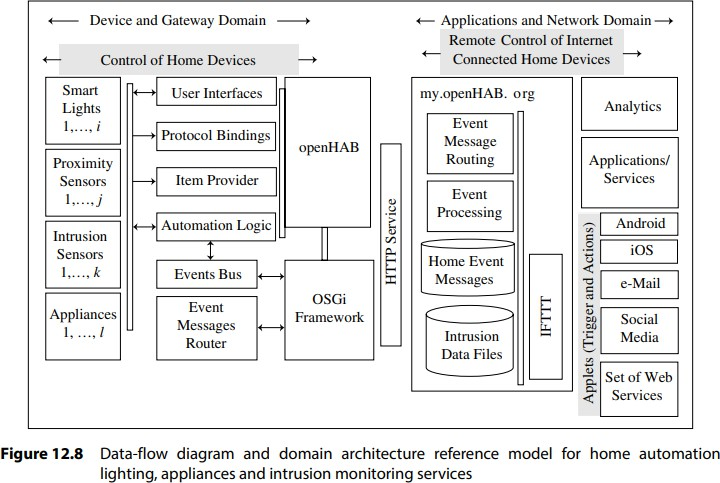 Device and Gateway Domain
Applications and Network Domain
Control of Home Devices
Remote Control of Internet
Connected Home Devices
Smart
Lights
1,…, i
Proximity
Sensors
1,…, j
Intrusion
Sensors
1,…, k
Appliances
1, …, l
User Interfaces
Protocol Bindings
Item Provider
Automation Logic
Events Bus
Event
Messages
Router
openHAB
OSGi
Framework
HTTP Service
my.openHAB. org
Event
Message
Routing
Event
Processing
Home Event
Messages
Intrusion
Data Files
IFTTT
Analytics
Applications/
Services
Applets (Trigger and Actions)
Android
iOS
e-Mail
Social
Media
Set of Web
Services
Figure 12.8 Data-flow diagram and domain architecture reference model for home automation
lighting, appliances and intrusion monitoring services